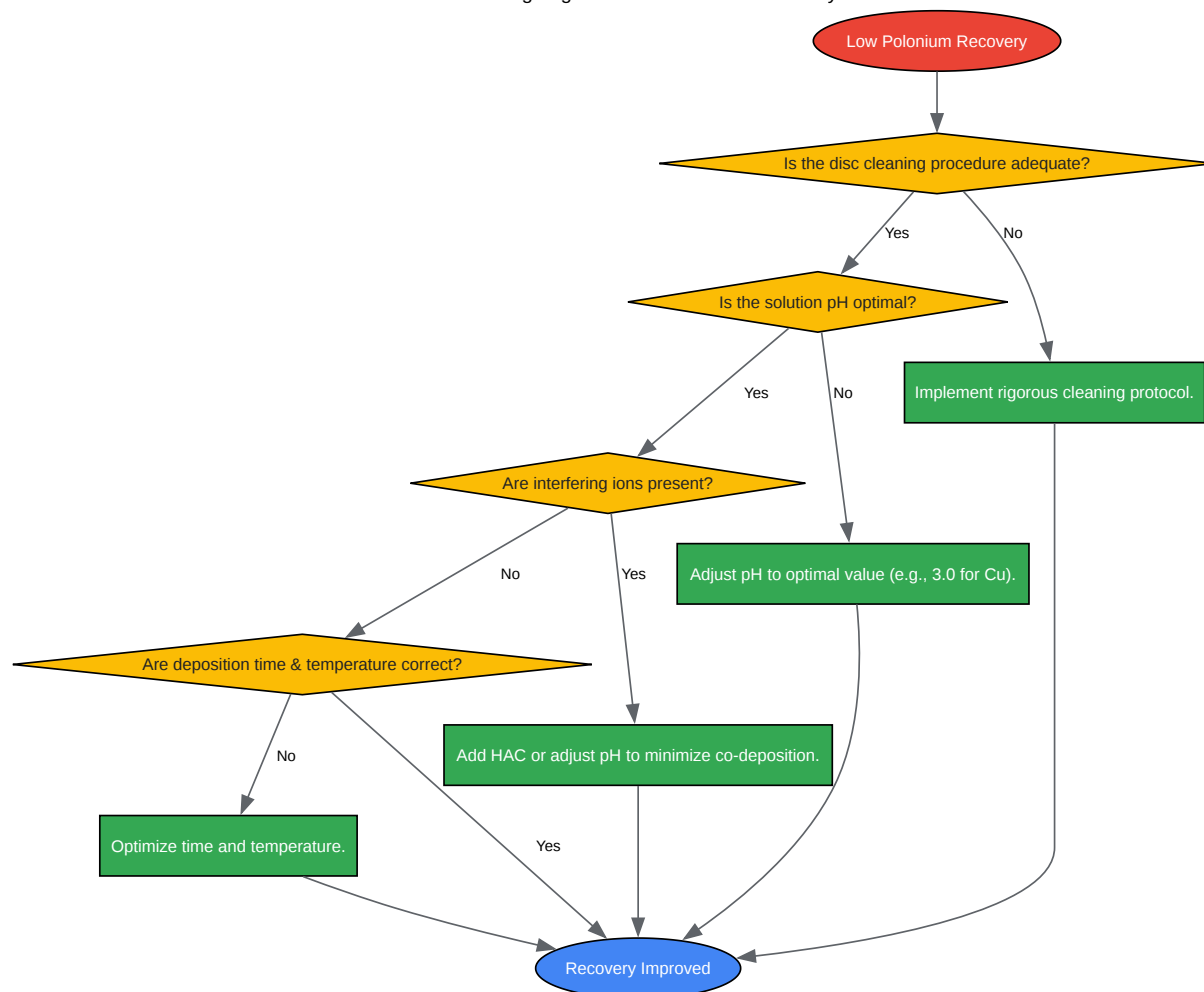 Low Polonium Recovery
Is the disc cleaning procedure adequate?
Yes
No
Is the solution pH optimal?
Yes
No
Implement rigorous cleaning protocol.
Are interfering ions present?
No
Yes
Adjust pH to optimal value (e.g., 3.0 for Cu).
Are deposition time & temperature correct?
No
Add HAC or adjust pH to minimize co-deposition.
Optimize time and temperature.
Yes
Recovery Improved